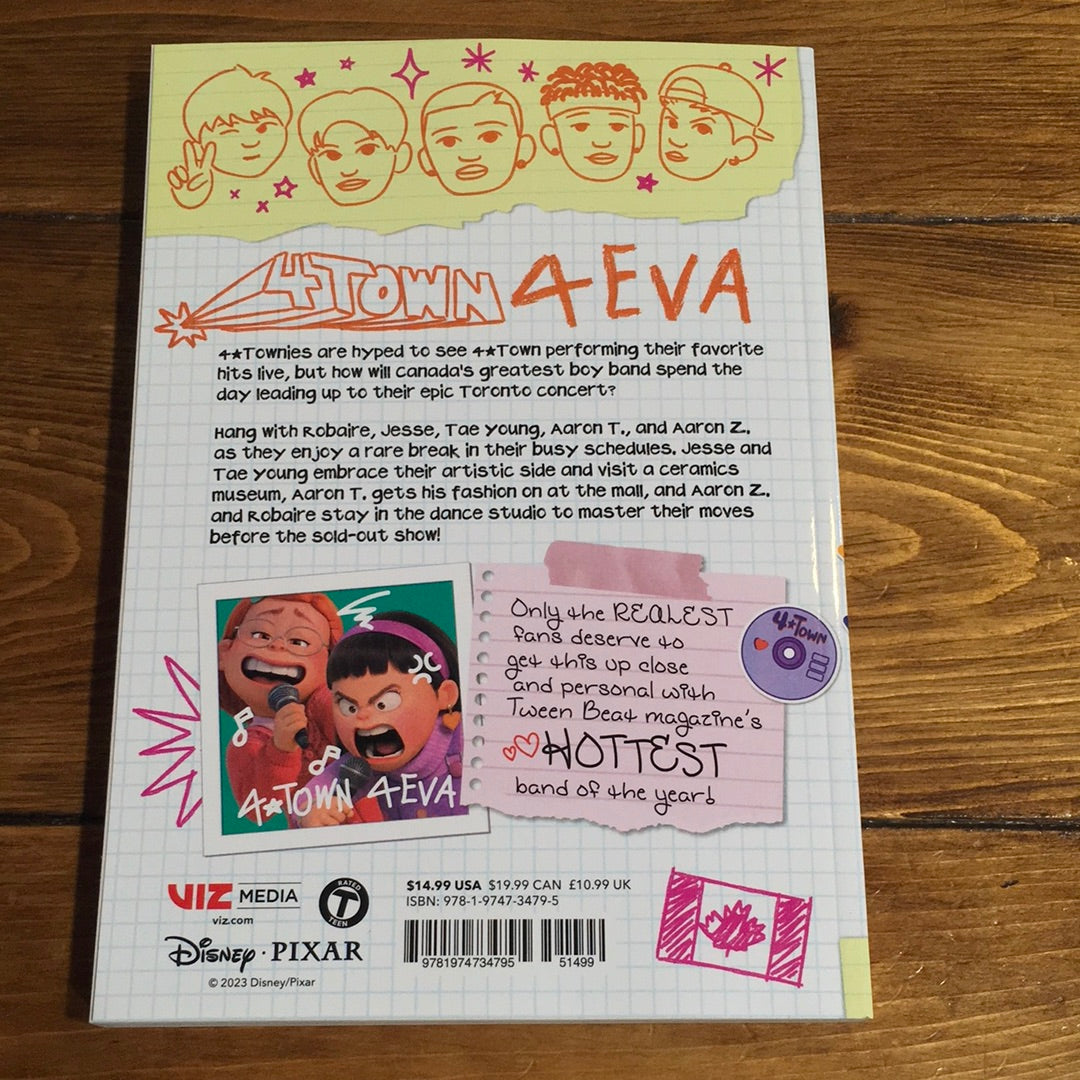 4★TOWN 4EVA
4★Townies are hyped to see 4★Town performing their favorite
hits live, but how will Canada's greatest boy band spend the
day leading up to their epic Toronto concert?
Hang with Robaire, Jesse, Tae Young, Aaron T., and Aaron Z.,
as they enjoy a rare break in their busy schedules. Jesse and
Tae Young embrace their artistic side and visit a ceramics
museum, Aaron T. gets his fashion on at the mall, and Aaron Z.
and Robaire stay in the dance studio to master their moves
before the sold-out show!
4★TOWN 4EVA
Only the REALEST
fans deserve to
get this up close
and personal with
Tween Beat magazine's
HOTTEST
band of the year!
4★TOWN
VIZ MEDIA
viz.com
RATED
T
TEEN
Disney · PIXAR
© 2023 Disney/Pixar
$14.99 USA $19.99 CAN £10.99 UK
ISBN: 978-1-9747-3479-5
9781974734795 51499